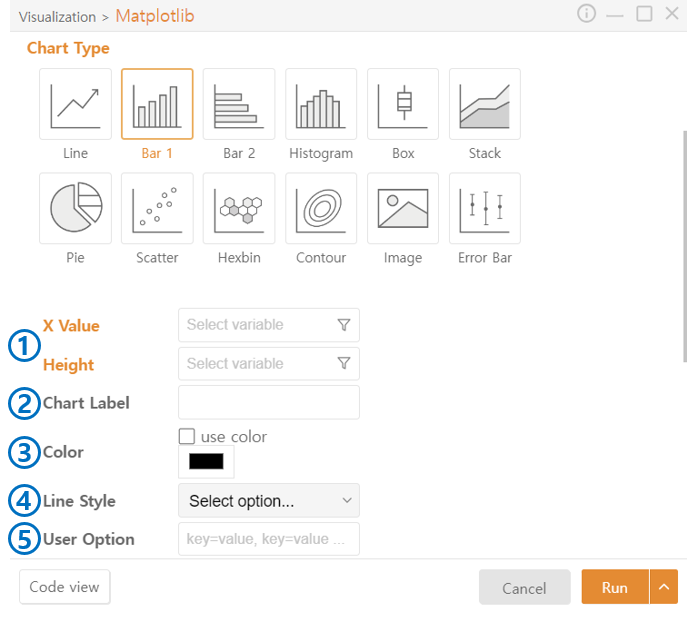 Visualization > Matplotlib
Chart Type
Line Bar 1 Bar 2 Histogram Box Stack
Pie Scatter Hexbin Contour Image Error Bar
① X Value Select variable
Height Select variable
② Chart Label
③ Color use color
④ Line Style Select option...
⑤ User Option key=value, key=value ...
Code view Cancel Run